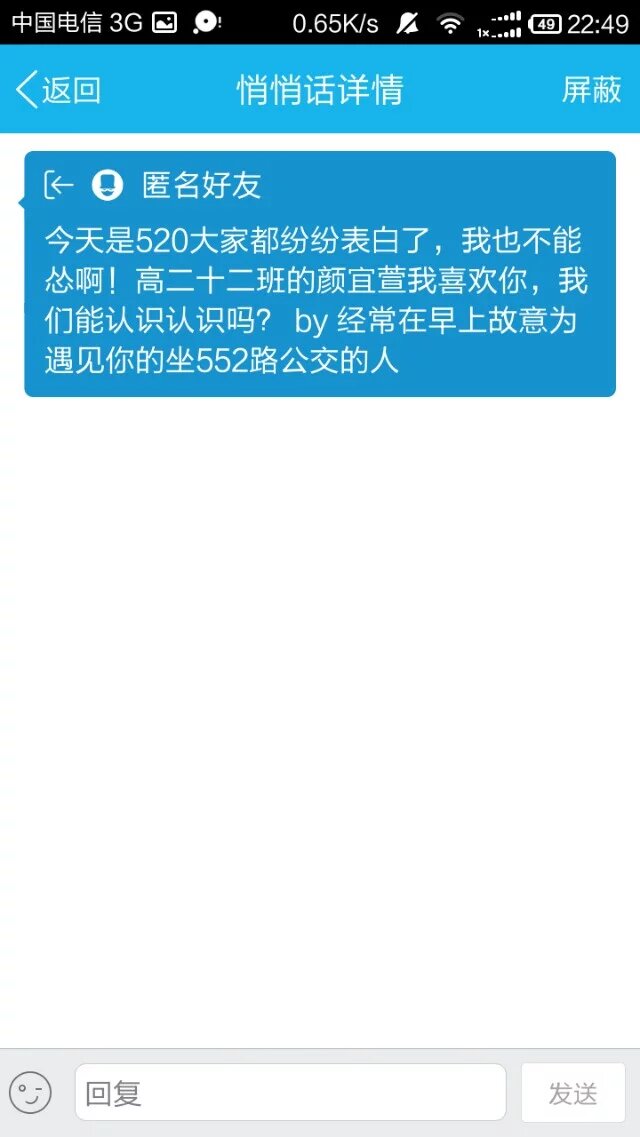 中国电信 3G 0.65K/s 1x 49 22:49
返回 悄悄话详情 屏蔽
匿名好友
今天是520大家都纷纷表白了，我也不能
怂啊！高二十二班的颜宜萱我喜欢你，我
们能认识认识吗？ by 经常在早上故意为
遇见你的坐552路公交的人
回复 发送